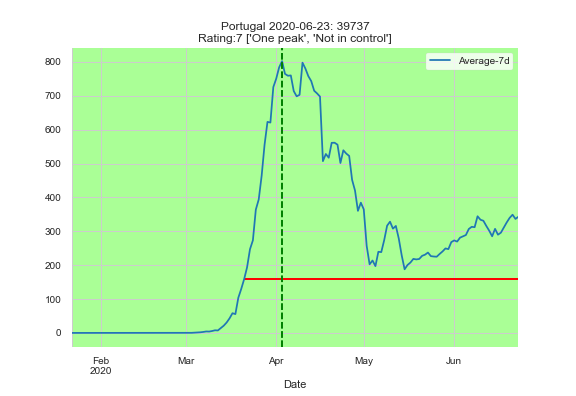 Portugal 2020-06-23: 39737
Rating:7 ['One peak', 'Not in control']
Average-7d
800
700
600
500
400
300
200
100
0
Feb
2020
Mar
Apr
May
Jun
Date